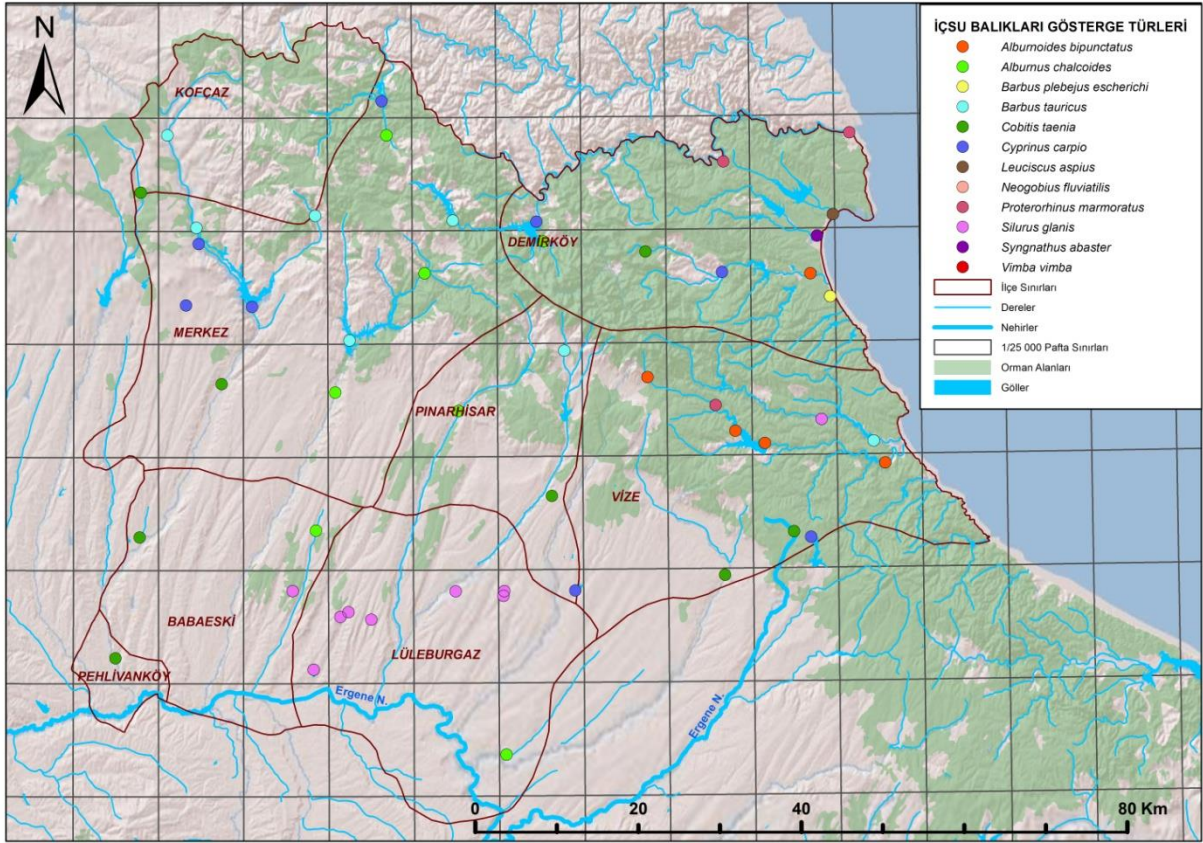 N
İÇSU BALIKLARI GÖSTERGE TÜRLERİ
Alburnoides bipunctatus
Alburnus chalcoides
Barbus plebejus escherichi
Barbus tauricus
Cobitis taenia
Cyprinus carpio
Leuciscus aspius
Neogobius fluviatilis
Proterorhinus marmoratus
Silurus glanis
Syngnathus abaster
Vimba vimba
İlçe Sınırları
Dereler
Nehirler
1/25 000 Pafta Sınırları
Orman Alanları
Göller
KOFÇAZ
DEMİRKÖY
MERKEZ
PINARHİSAR
VİZE
BABAESKİ
LÜLEBURGAZ
PEHLİVANKÖY
Ergene N.
Ergene N.
0 20 40 80 Km